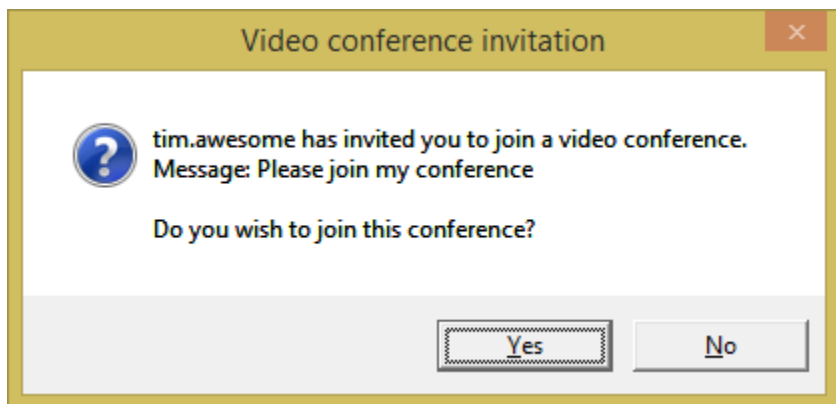 Video conference invitation
tim.awesome has invited you to join a video conference.
Message: Please join my conference
Do you wish to join this conference?
Yes
No